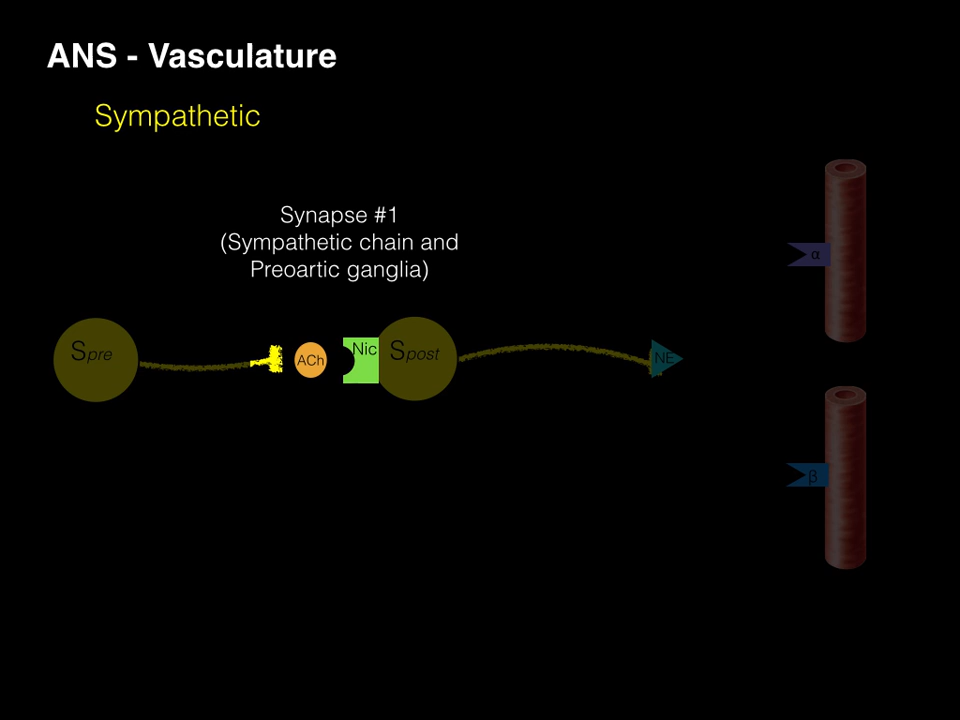 ANS - Vasculature
Sympathetic
Synapse #1
(Sympathetic chain and
Preoartic ganglia)
α
Spre
ACh
Nic
Spost
NE
β